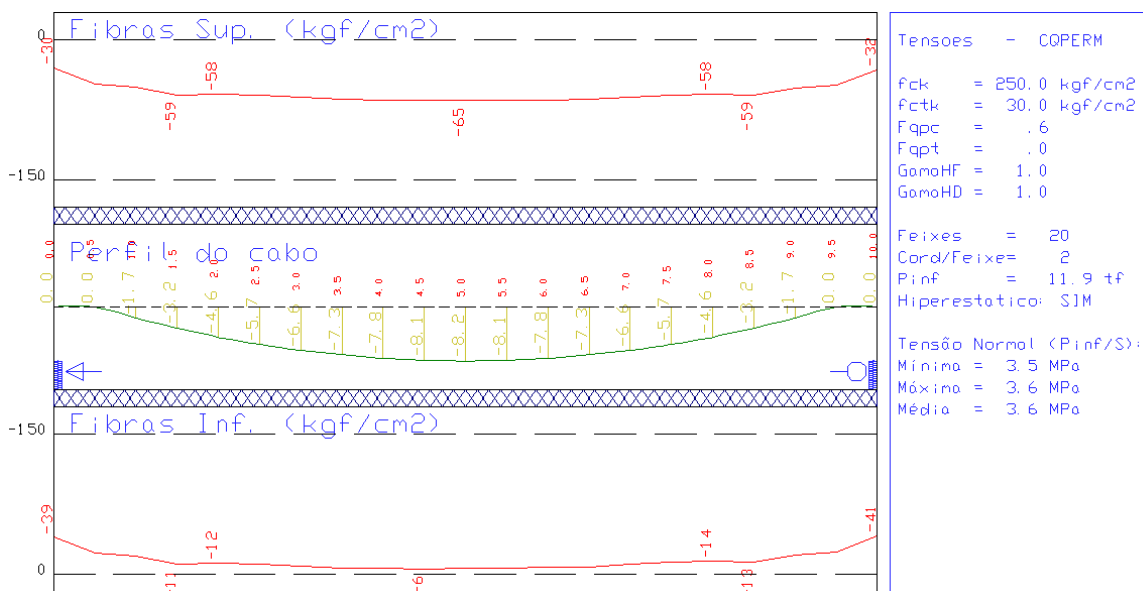 Fibras Sup. (kgf/cm2)
0
-30
-59
-58
-65
-58
-59
-32
-150
Perfil do cabo
0.0 0.5 1.0 1.5 2.0 2.5 3.0 3.5 4.0 4.5 5.0 5.5 6.0 6.5 7.0 7.5 8.0 8.5 9.0 9.5 10.0
0.0 0.0 -1.7 -3.2 -4.6 -5.7 -6.6 -7.3 -7.8 -8.1 -8.2 -8.1 -7.8 -7.3 -6.6 -5.7 -4.6 -3.2 -1.7 0.0 0.0
Fibras Inf. (kgf/cm2)
-150
-39
-11
-12
-6
-14
-13
-41
0
Tensoes - CQPERM
fck = 250.0 kgf/cm2
fctk = 30.0 kgf/cm2
Fqpc = .6
Fqpt = .0
GamaHF = 1.0
GamaHD = 1.0
Feixes = 20
Cord/Feixe= 2
Pinf = 11.9 tf
Hiperestatico: SIM
Tensão Normal (Pinf/S):
Mínima = 3.5 MPa
Máxima = 3.6 MPa
Média = 3.6 MPa